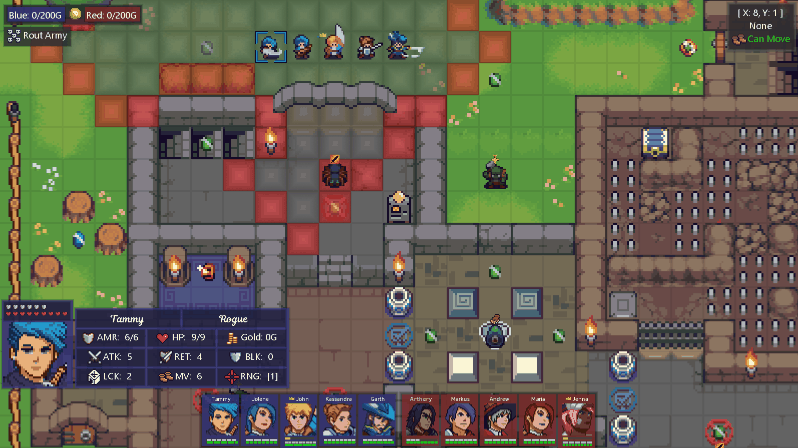 Blue: 0/200G Red: 0/200G
Rout Army
[ X: 8, Y: 1 ]
None
Can Move
Tammy Rogue
AMR: 6/6 HP: 9/9 Gold: 0G
ATK: 5 RET: 4 BLK: 0
LCK: 2 MV: 6 RNG: [1]
Tammy Jolene John Kassandra Garth Anthony Markus Andrew Maria Jenna